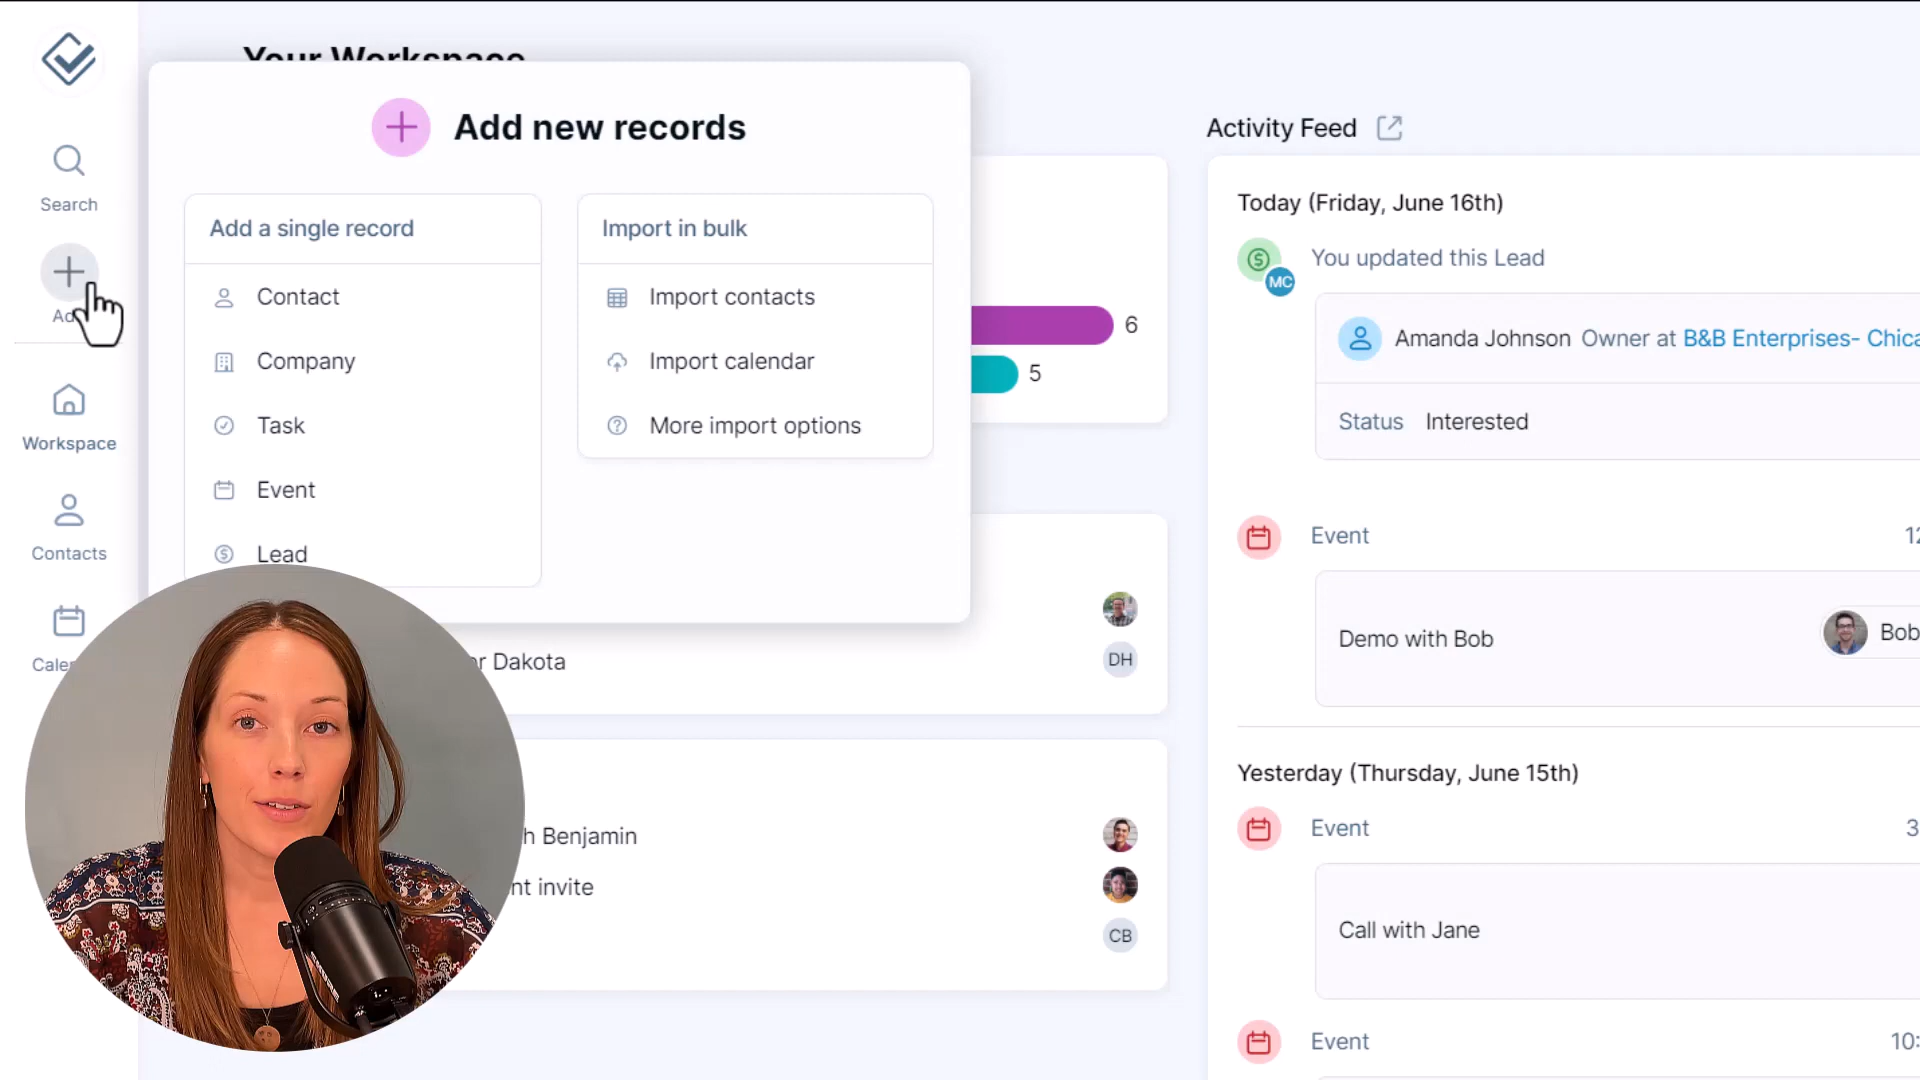 Your Workspace
Add new records
Search
Add a single record
Contact
Company
Task
Event
Lead
Import in bulk
Import contacts
Import calendar
More import options
Workspace
Contacts
6
5
Dakota
DH
Benjamin
invite
CB
Activity Feed
Today (Friday, June 16th)
MC
You updated this Lead
Amanda Johnson Owner at B&B Enterprises-
Status Interested
Event
Demo with Bob
Bob
Yesterday (Thursday, June 15th)
Event
Call with Jane
Event